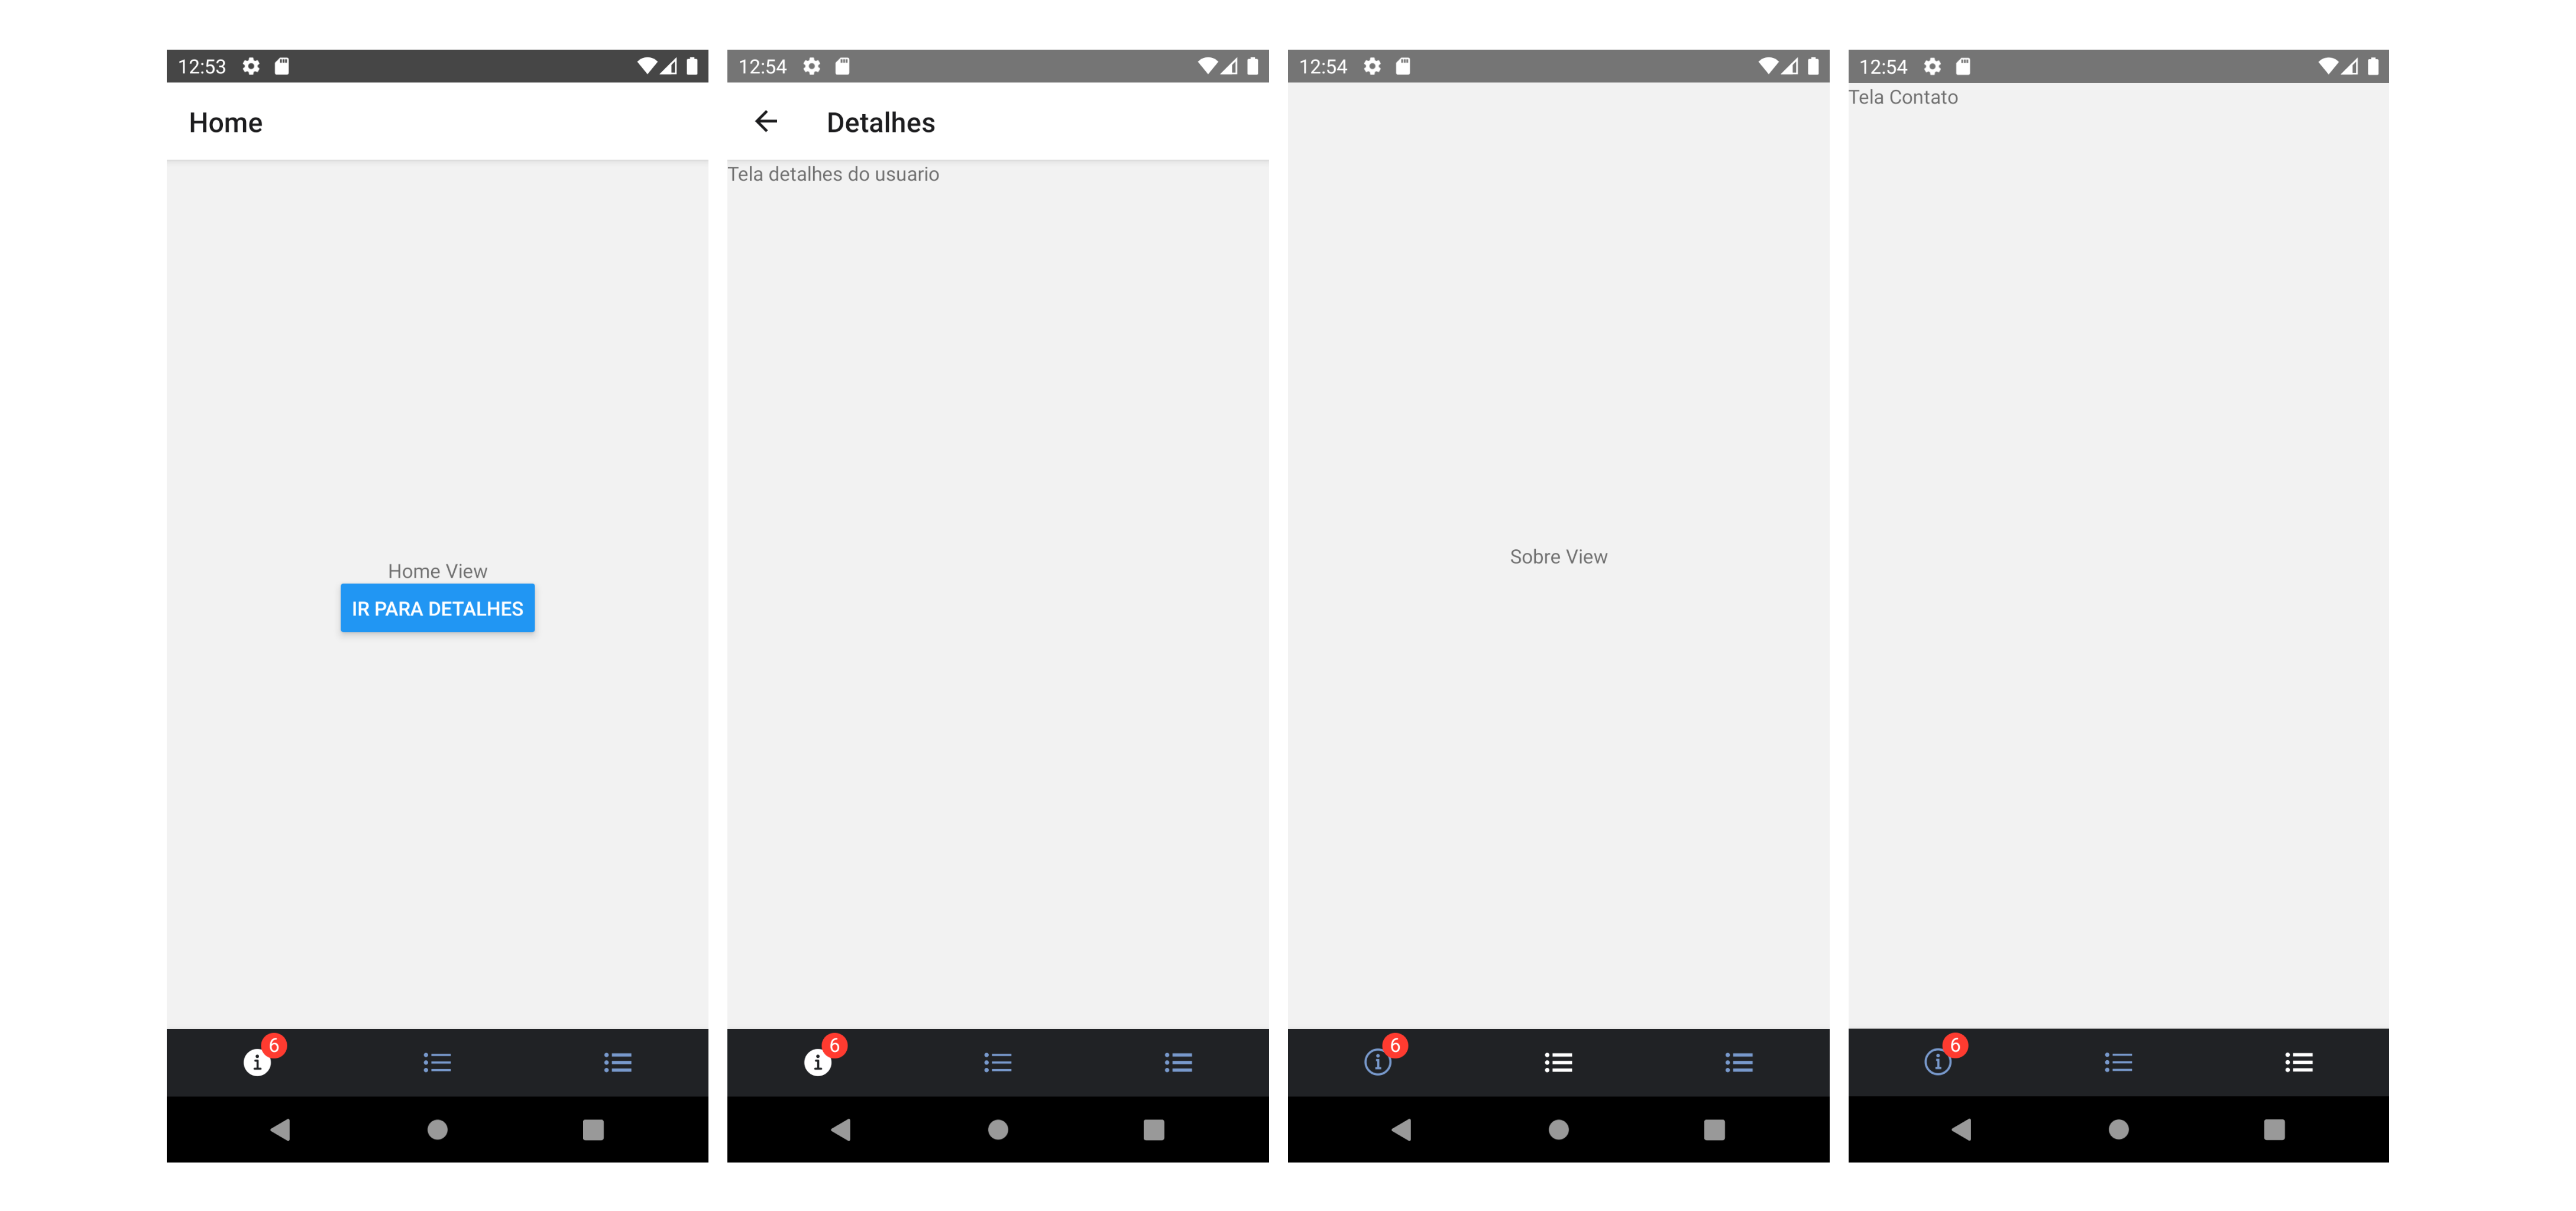 12:53
Home
Home View
IR PARA DETALHES
6
12:54
Detalhes
Tela detalhes do usuario
6
12:54
Sobre View
6
12:54
Tela Contato
6